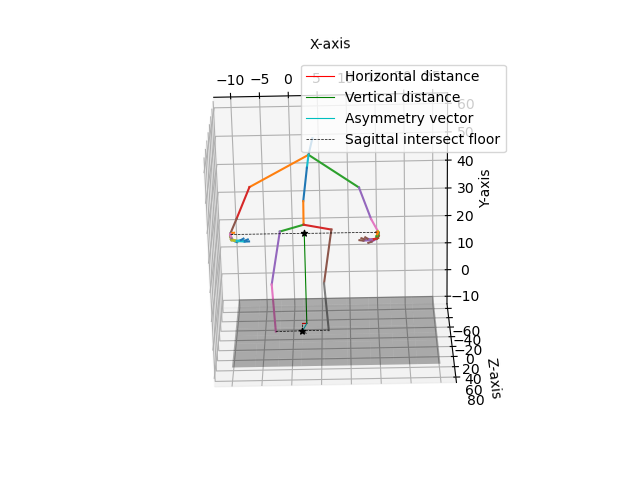 X-axis
-10 -5 0 5
Horizontal distance
Vertical distance
Asymmetry vector
Sagittal intersect floor
60
50
40
30
20
10
0
−10
Y-axis
−60
−40
−20
0
20
40
60
80
Z-axis